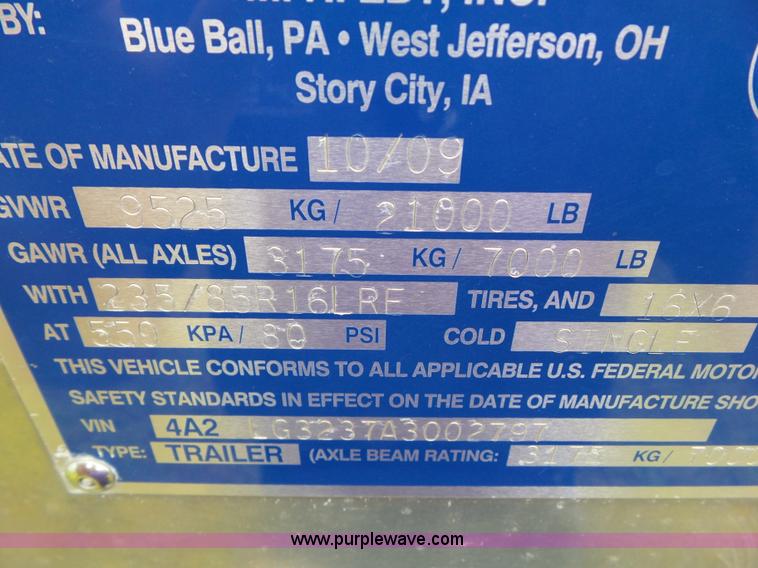 BY:
INC.
Blue Ball, PA • West Jefferson, OH
Story City, IA
ATE OF MANUFACTURE 10/09
GVWR 9525 KG/ 21000 LB
GAWR (ALL AXLES) 3175 KG/ 7000 LB
WITH 235/85R16LRE TIRES, AND 16X6
AT 550 KPA/ 80 PSI COLD SINGLE
THIS VEHICLE CONFORMS TO ALL APPLICABLE U.S. FEDERAL MOTO
SAFETY STANDARDS IN EFFECT ON THE DATE OF MANUFACTURE SHO
VIN 4A2 LG3237A3002797
TYPE: TRAILER (AXLE BEAM RATING: 3175 KG/ 7000
www.purplewave.com